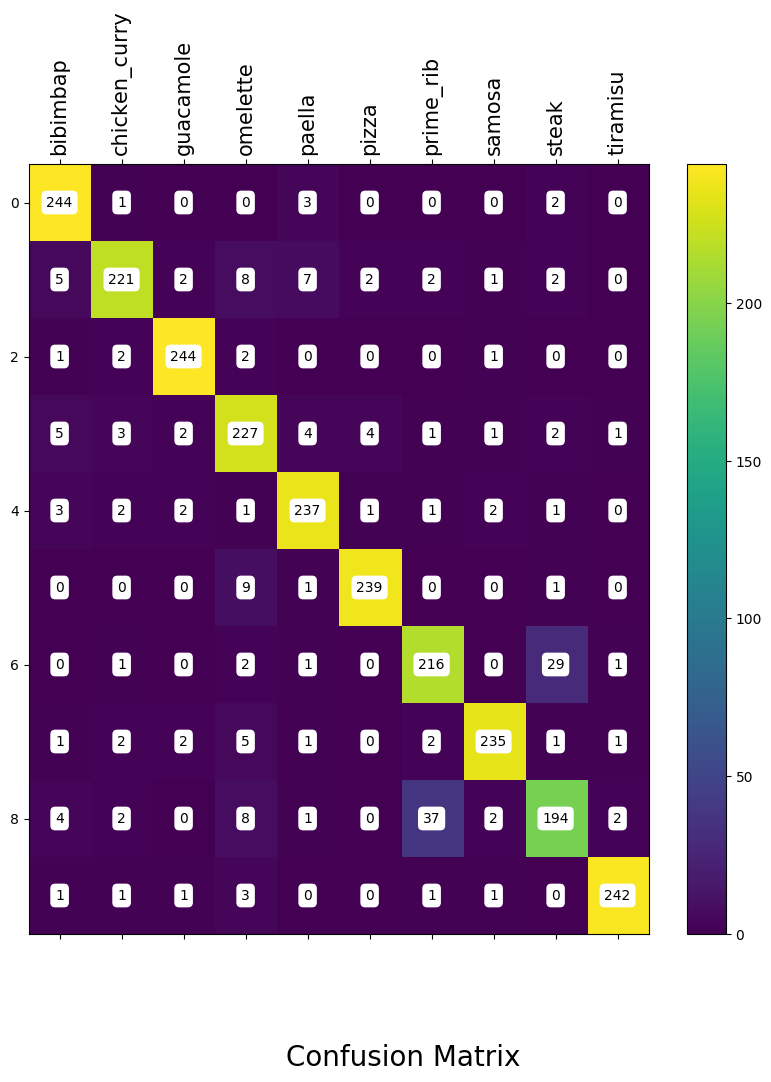 bibimbap chicken_curry guacamole omelette paella pizza prime_rib samosa steak tiramisu
0 244 1 0 0 3 0 0 0 2 0
5 221 2 8 7 2 2 1 2 0
2 1 2 244 2 0 0 0 1 0 0
5 3 2 227 4 4 1 1 2 1
4 3 2 2 1 237 1 1 2 1 0
0 0 0 9 1 239 0 0 1 0
6 0 1 0 2 1 0 216 0 29 1
1 2 2 5 1 0 2 235 1 1
8 4 2 0 8 1 0 37 2 194 2
1 1 1 3 0 0 1 1 0 242
200
150
100
50
0
Confusion Matrix